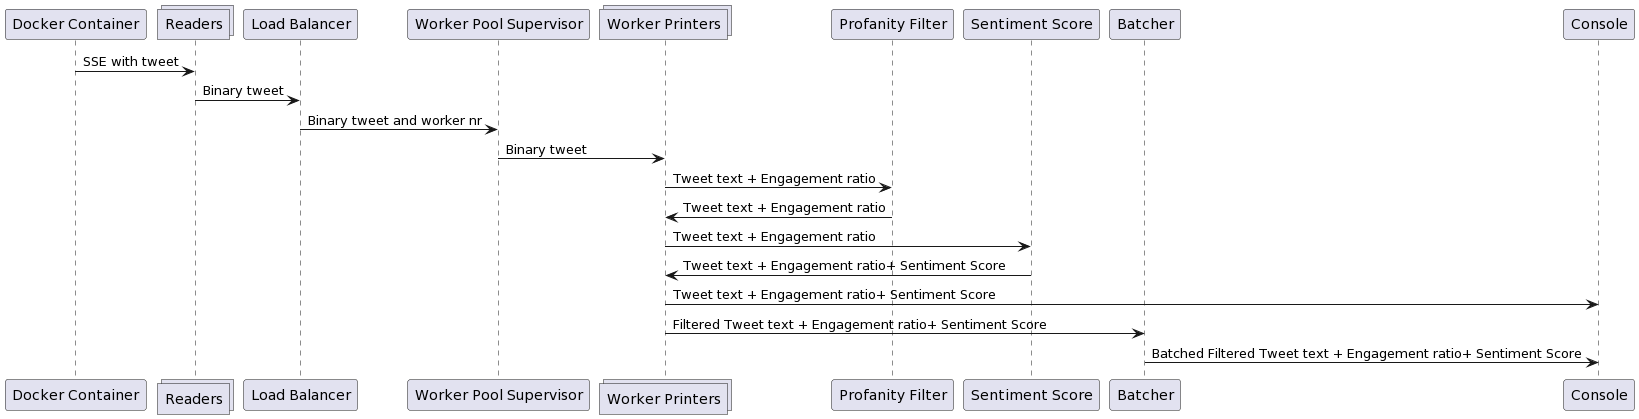 Docker Container
Readers
Load Balancer
Worker Pool Supervisor
Worker Printers
Profanity Filter
Sentiment Score
Batcher
Console
SSE with tweet
Binary tweet
Binary tweet and worker nr
Binary tweet
Tweet text + Engagement ratio
Tweet text + Engagement ratio
Tweet text + Engagement ratio
Tweet text + Engagement ratio+ Sentiment Score
Tweet text + Engagement ratio+ Sentiment Score
Filtered Tweet text + Engagement ratio+ Sentiment Score
Batched Filtered Tweet text + Engagement ratio+ Sentiment Score
Docker Container
Readers
Load Balancer
Worker Pool Supervisor
Worker Printers
Profanity Filter
Sentiment Score
Batcher
Console